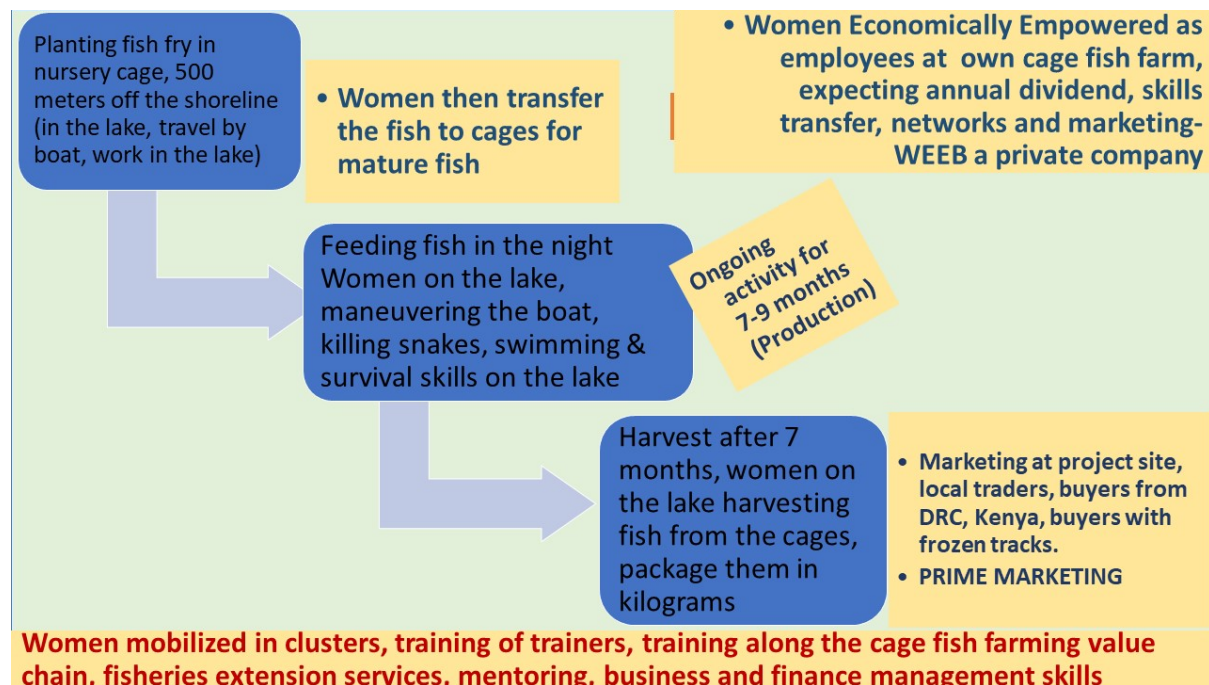 Planting fish fry in
nursery cage, 500
meters off the shoreline
(in the lake, travel by
boat, work in the lake)
• Women then transfer
the fish to cages for
mature fish
• Women Economically Empowered as
employees at own cage fish farm,
expecting annual dividend, skills
transfer, networks and marketing-
WEEB a private company
Feeding fish in the night
Women on the lake,
maneuvering the boat,
killing snakes, swimming &
survival skills on the lake
Ongoing
activity for
7-9 months
(Production)
Harvest after 7
months, women on
the lake harvesting
fish from the cages,
package them in
kilograms
• Marketing at project site,
local traders, buyers from
DRC, Kenya, buyers with
frozen tracks.
• PRIME MARKETING
Women mobilized in clusters, training of trainers, training along the cage fish farming value
chain, fisheries extension services, mentoring, business and finance management skills